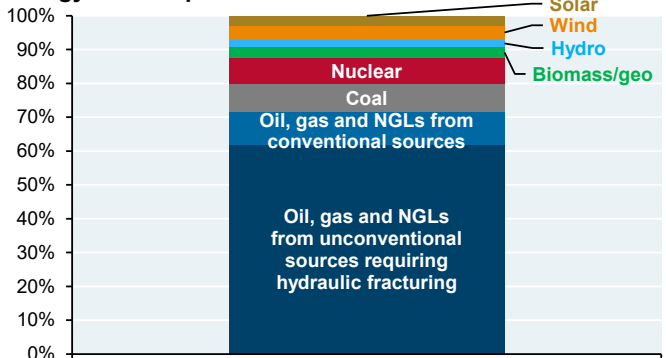 Solar
100%
Wind
90%
Hydro
Biomass/geo
80%
Nuclear
Coal
70%
Oil, gas and NGLs from
conventional sources
60%
50%
40%
Oil, gas and NGLs
from unconventional
sources requiring
hydraulic fracturing
30%
20%
10%
0%